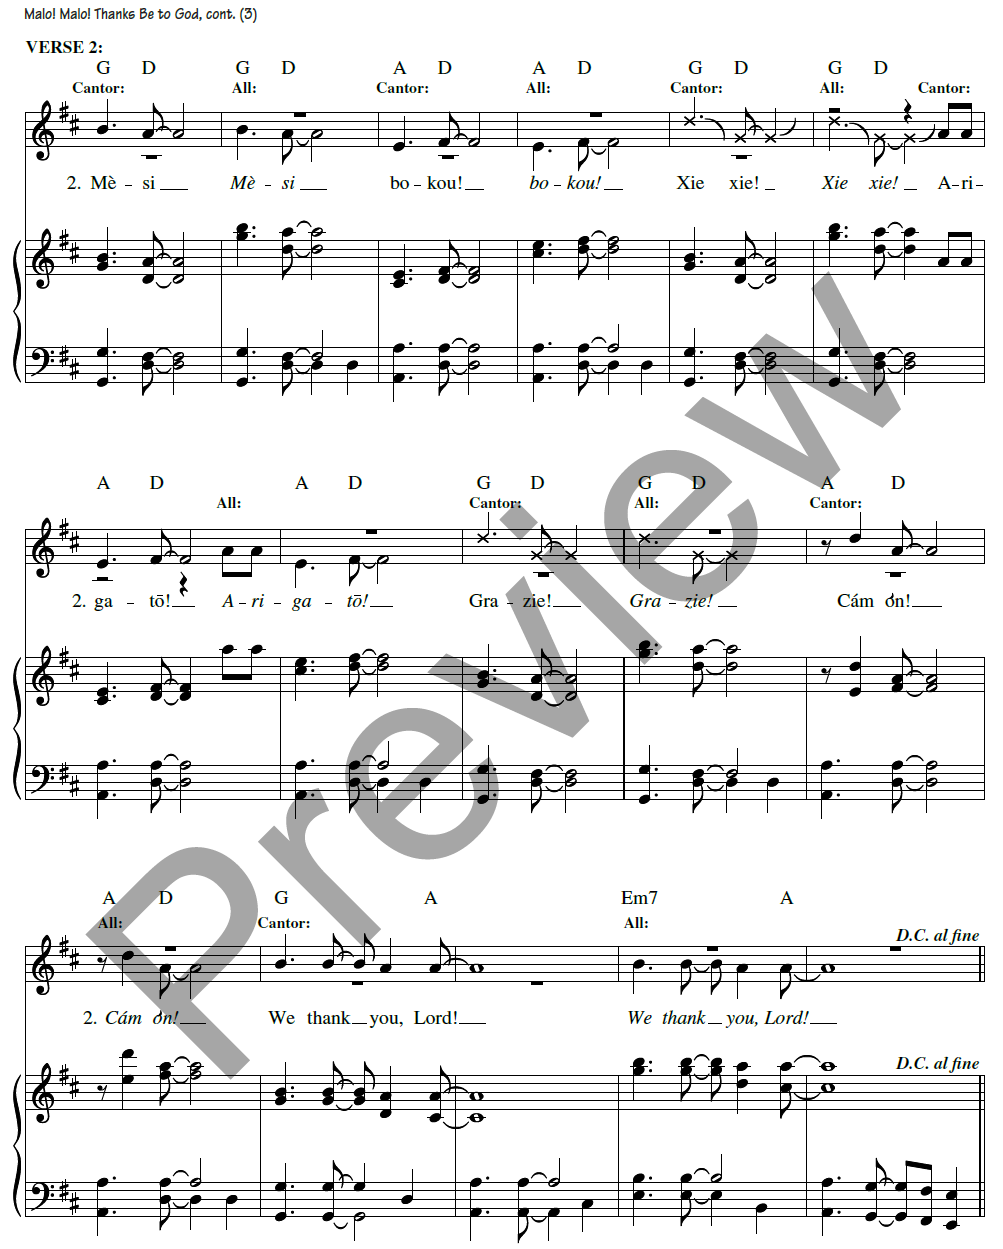 Malo! Malo! Thanks Be to God, cont. (3)
VERSE 2:
G D G D A D A D G D G D
Cantor: All: Cantor: All: Cantor: All: Cantor:
2. Mè - si Mè - si bo - kou! bo - kou! Xie xie! Xie xie! A - ri -
A D A D G D G D A D
All: Cantor: All: Cantor:
2. ga - tō! A - ri - ga - tō! Gra - zie! Gra - zie! Cám ơn!
A D G A Em7 A
All: Cantor: All:
D.C. al fine
2. Cám ơn! We thank you, Lord! We thank you, Lord!
D.C. al fine
Preview